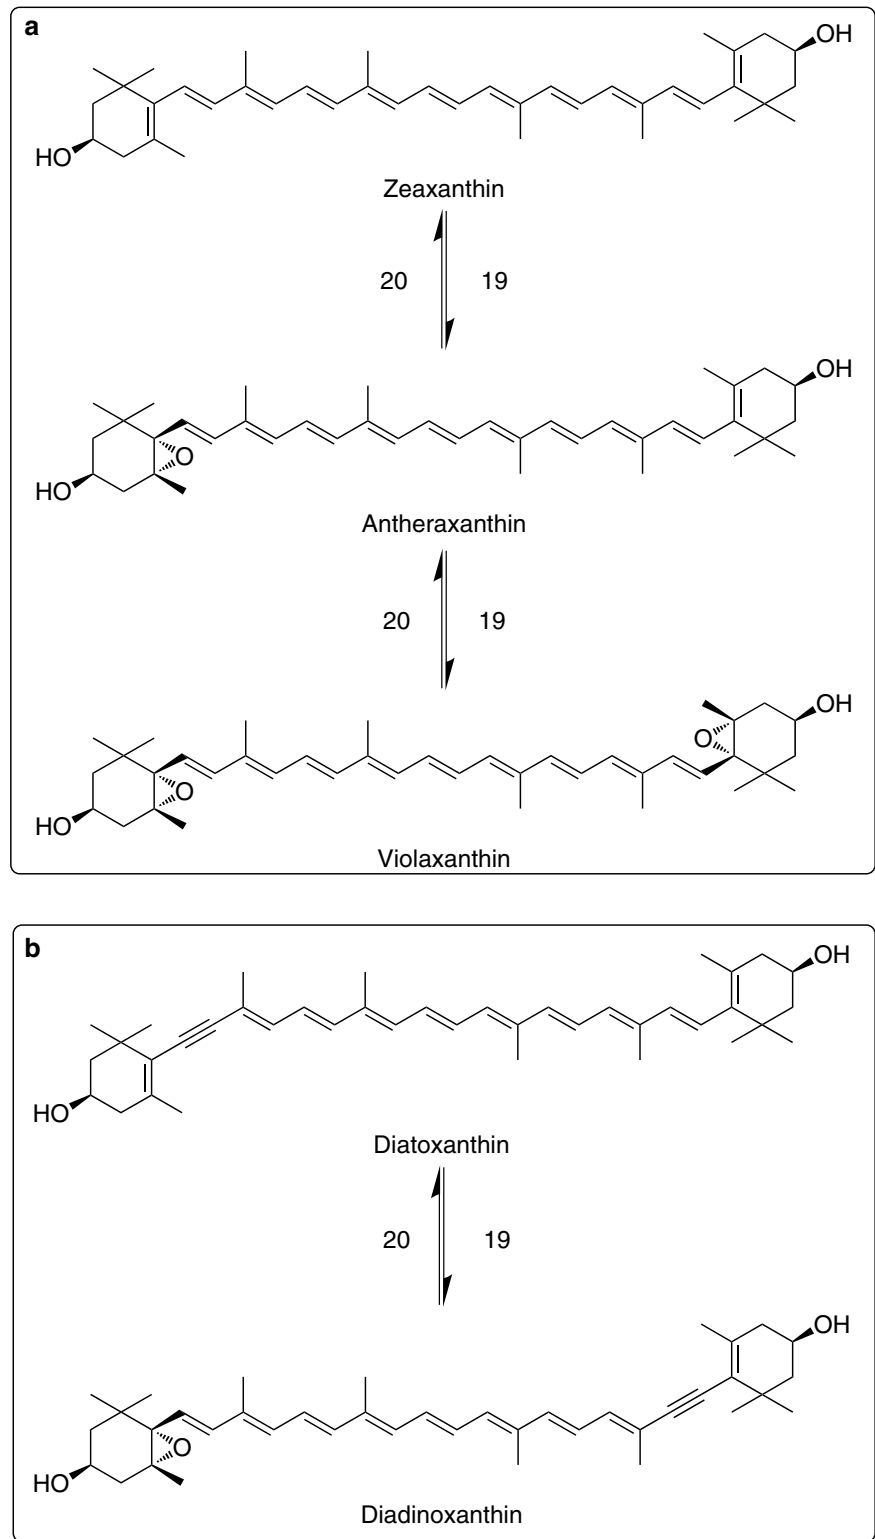 a
OH
HO
Zeaxanthin
20 19
OH
O
HO
Antheraxanthin
20 19
OH
O
O
HO
Violaxanthin
b
OH
HO
Diatoxanthin
20 19
OH
O
HO
Diadinoxanthin